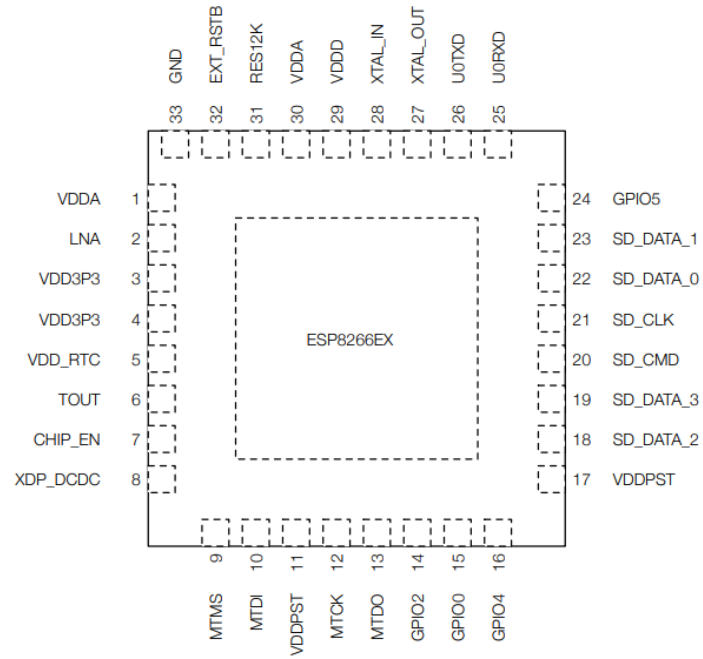 GND
EXT_RSTB
RES12K
VDDA
VDDD
XTAL_IN
XTAL_OUT
U0TXD
U0RXD
33
32
31
30
29
28
27
26
25
VDDA 1
LNA 2
VDD3P3 3
VDD3P3 4
VDD_RTC 5
TOUT 6
CHIP_EN 7
XDP_DCDC 8
ESP8266EX
24 GPIO5
23 SD_DATA_1
22 SD_DATA_0
21 SD_CLK
20 SD_CMD
19 SD_DATA_3
18 SD_DATA_2
17 VDDPST
9
10
11
12
13
14
15
16
MTMS
MTDI
VDDPST
MTCK
MTDO
GPIO2
GPIO0
GPIO4